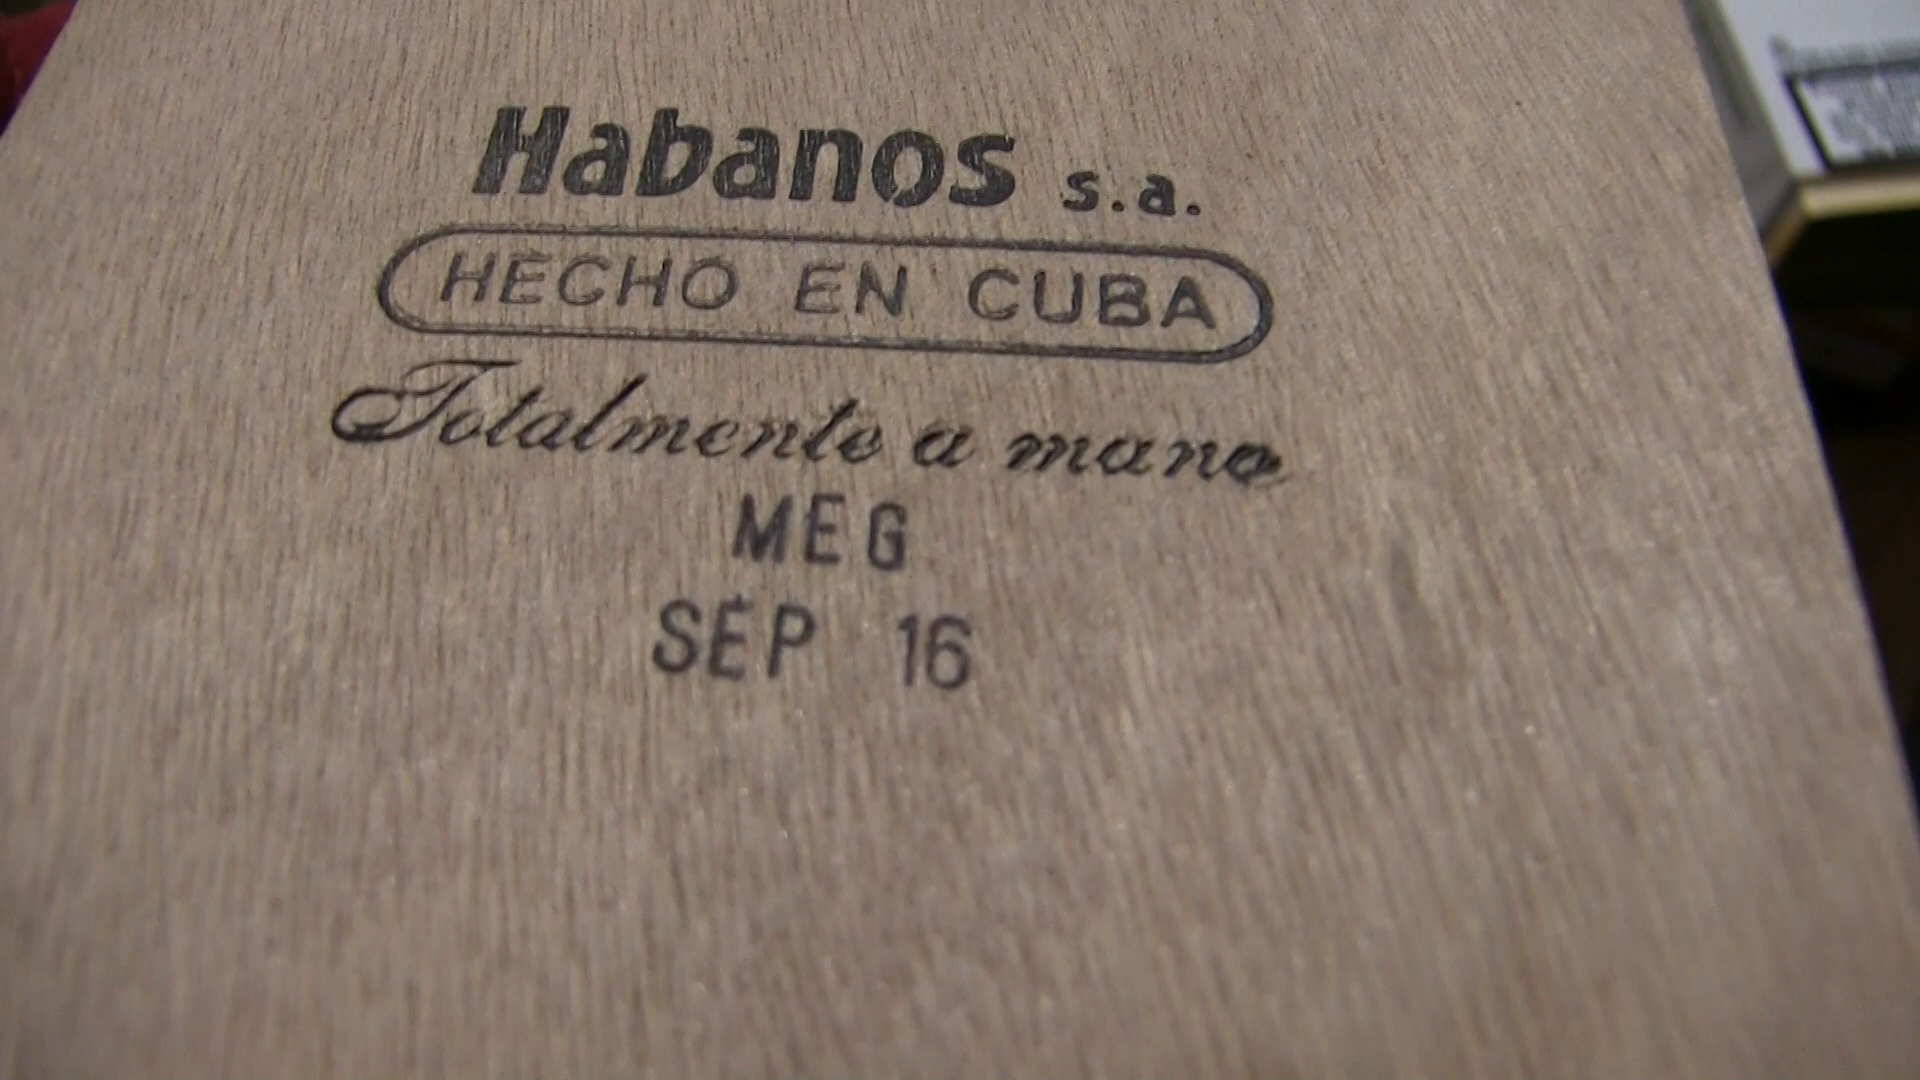 Habanos s.a.
HECHO EN CUBA
Totalmente a mano
MEG
SEP 16